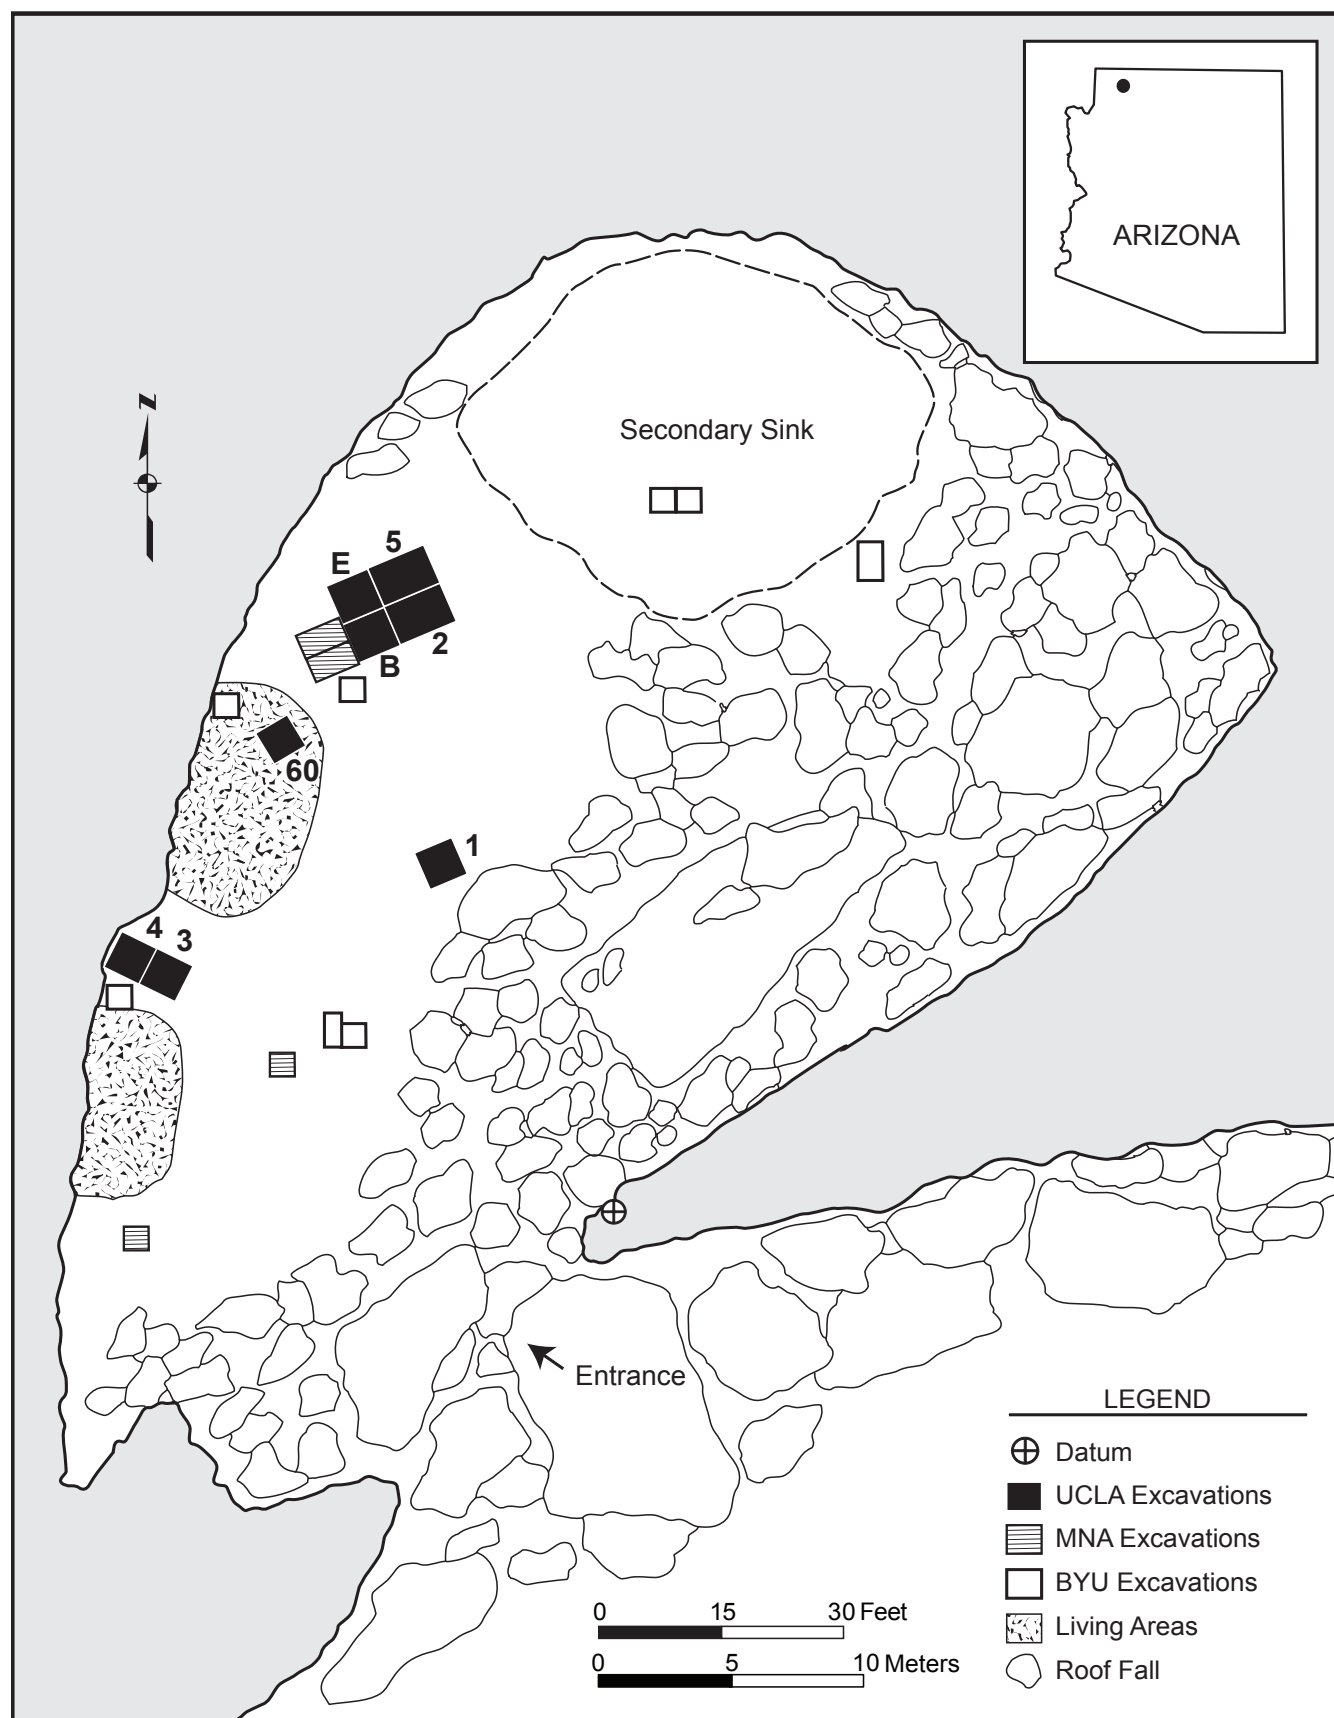 ARIZONA
Secondary Sink
N
5
E
2
B
60
1
4
3
Entrance
LEGEND
Datum
UCLA Excavations
MNA Excavations
BYU Excavations
Living Areas
Roof Fall
0 15 30 Feet
0 5 10 Meters